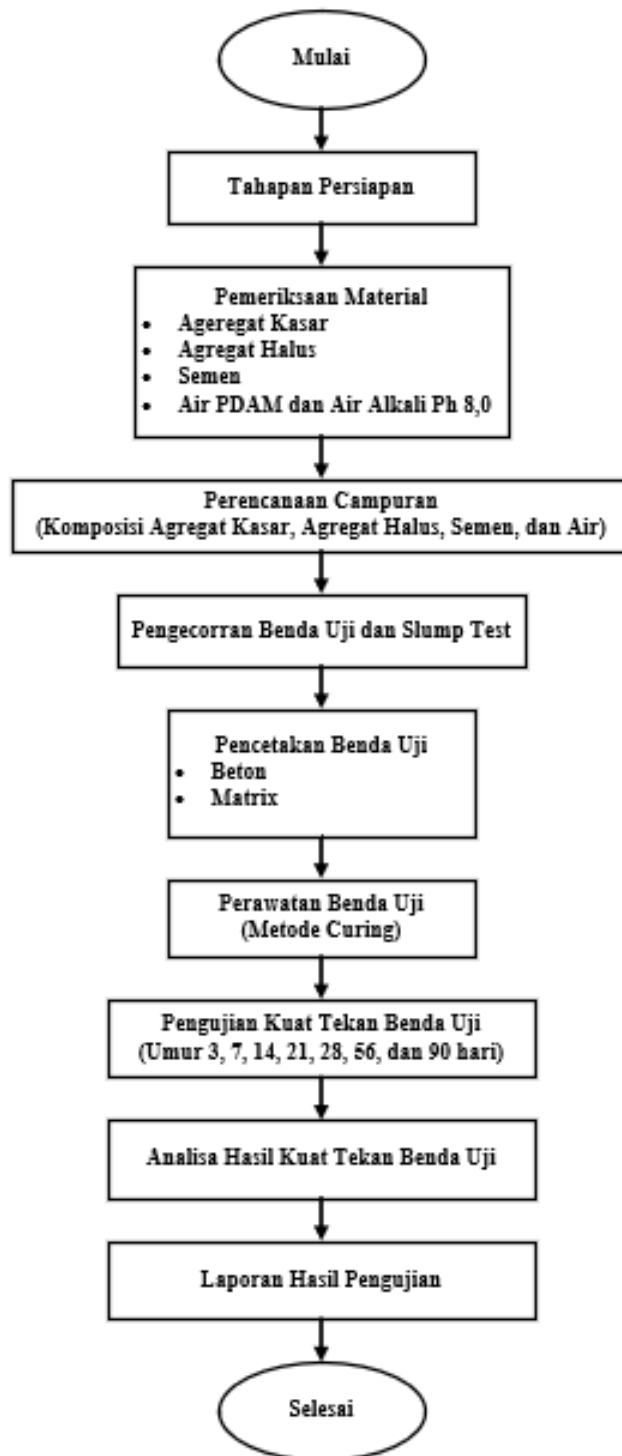 Mulai
Tahapan Persiapan
Pemeriksaan Material
• Ageregat Kasar
• Agregat Halus
• Semen
• Air PDAM dan Air Alkali Ph 8,0
Perencanaan Campuran
(Komposisi Agregat Kasar, Agregat Halus, Semen, dan Air)
Pengecorran Benda Uji dan Slump Test
Pencetakan Benda Uji
• Beton
• Matrix
Perawatan Benda Uji
(Metode Curing)
Pengujian Kuat Tekan Benda Uji
(Umur 3, 7, 14, 21, 28, 56, dan 90 hari)
Analisa Hasil Kuat Tekan Benda Uji
Laporan Hasil Pengujian
Selesai